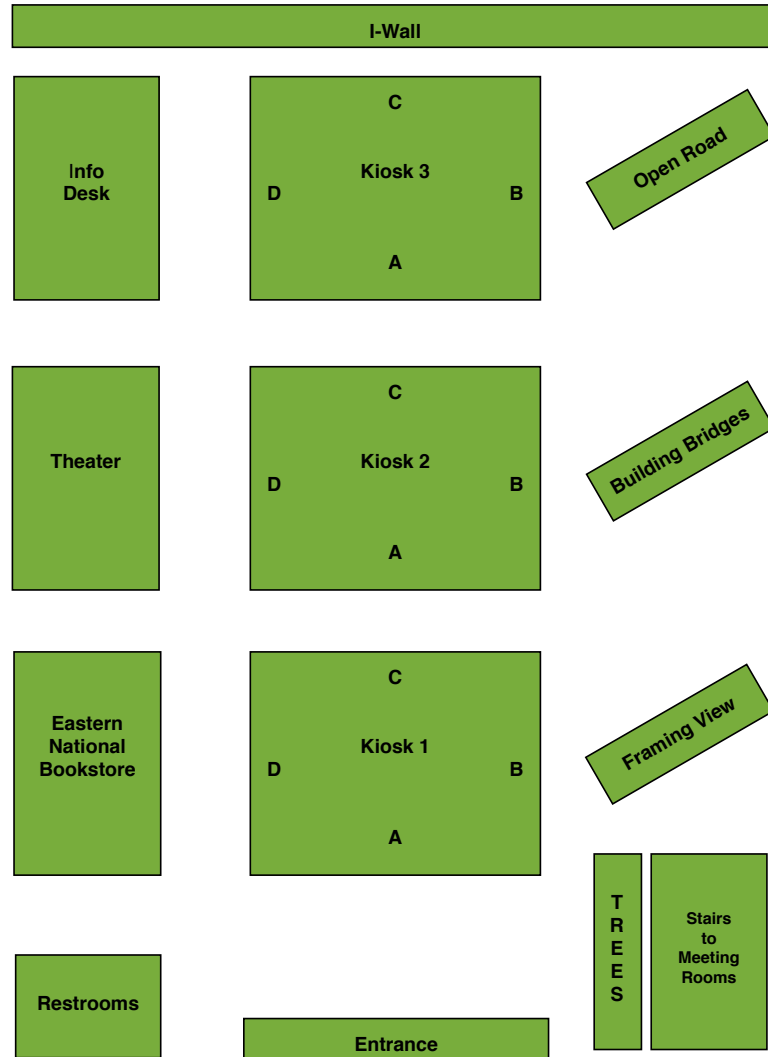 I-Wall
Info
Desk
C
Kiosk 3
D
B
A
Open Road
Theater
C
Kiosk 2
D
B
A
Building Bridges
Eastern
National
Bookstore
C
Kiosk 1
D
B
A
Framing View
T
R
E
E
S
Stairs
to
Meeting
Rooms
Restrooms
Entrance